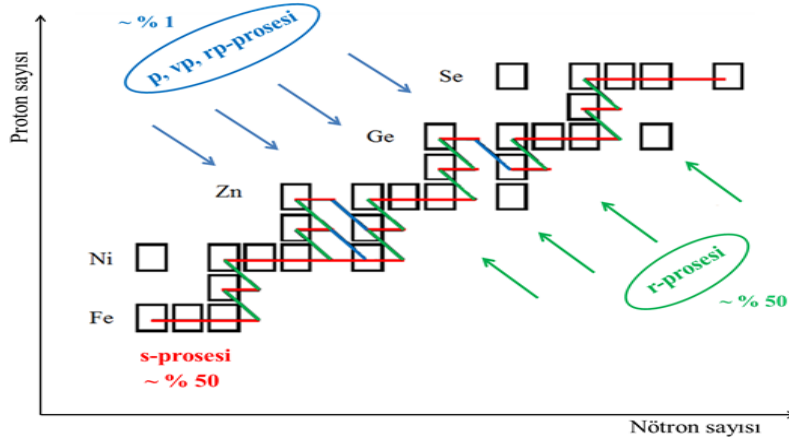 ~ % 1
p, νp, rp-prosesi
Proton sayısı
Se
Ge
Zn
Ni
Fe
r-prosesi
~ % 50
s-prosesi
~ % 50
Nötron sayısı